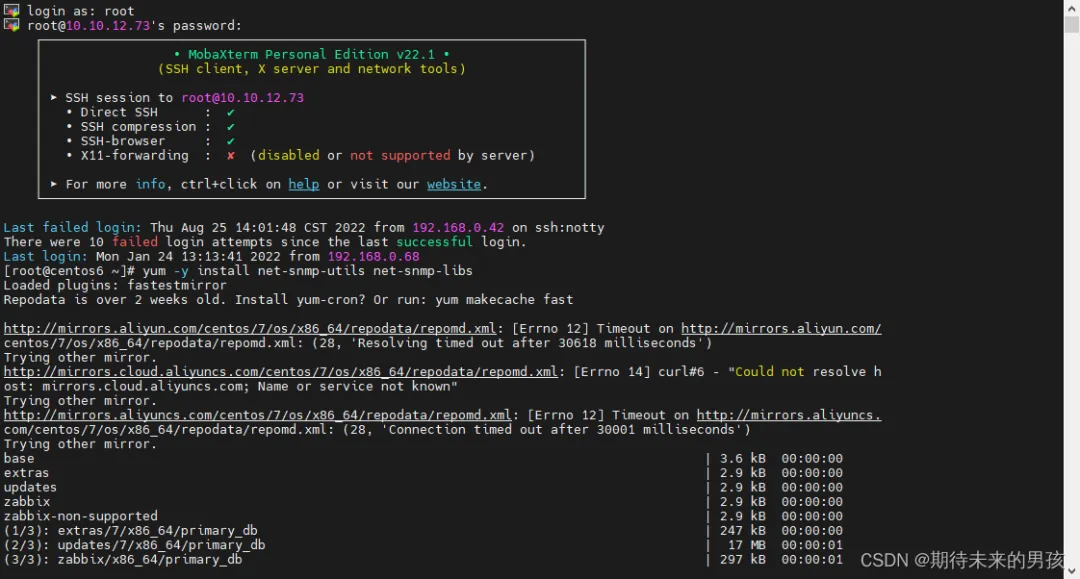 login as: root
root@10.10.12.73's password:
• MobaXterm Personal Edition v22.1 •
(SSH client, X server and network tools)
► SSH session to root@10.10.12.73
• Direct SSH : ✔
• SSH compression : ✔
• SSH-browser : ✔
• X11-forwarding : ✘ (disabled or not supported by server)
► For more info, ctrl+click on help or visit our website.
Last failed login: Thu Aug 25 14:01:48 CST 2022 from 192.168.0.42 on ssh:notty
There were 10 failed login attempts since the last successful login.
Last login: Mon Jan 24 13:13:41 2022 from 192.168.0.68
[root@centos6 ~]# yum -y install net-snmp-utils net-snmp-libs
Loaded plugins: fastestmirror
Repodata is over 2 weeks old. Install yum-cron? Or run: yum makecache fast
http://mirrors.aliyun.com/centos/7/os/x86_64/repodata/repomd.xml: [Errno 12] Timeout on http://mirrors.aliyun.com/
centos/7/os/x86_64/repodata/repomd.xml: (28, 'Resolving timed out after 30618 milliseconds')
Trying other mirror.
http://mirrors.cloud.aliyuncs.com/centos/7/os/x86_64/repodata/repomd.xml: [Errno 14] curl#6 - "Could not resolve h
ost: mirrors.cloud.aliyuncs.com; Name or service not known"
Trying other mirror.
http://mirrors.aliyuncs.com/centos/7/os/x86_64/repodata/repomd.xml: [Errno 12] Timeout on http://mirrors.aliyuncs.
com/centos/7/os/x86_64/repodata/repomd.xml: (28, 'Connection timed out after 30001 milliseconds')
Trying other mirror.
base | 3.6 kB 00:00:00
extras | 2.9 kB 00:00:00
updates | 2.9 kB 00:00:00
zabbix | 2.9 kB 00:00:00
zabbix-non-supported | 2.9 kB 00:00:00
(1/3): extras/7/x86_64/primary_db | 247 kB 00:00:00
(2/3): updates/7/x86_64/primary_db | 17 MB 00:00:01
(3/3): zabbix/x86_64/primary_db | 297 kB 00:00:01
CSDN @期待未来的男孩